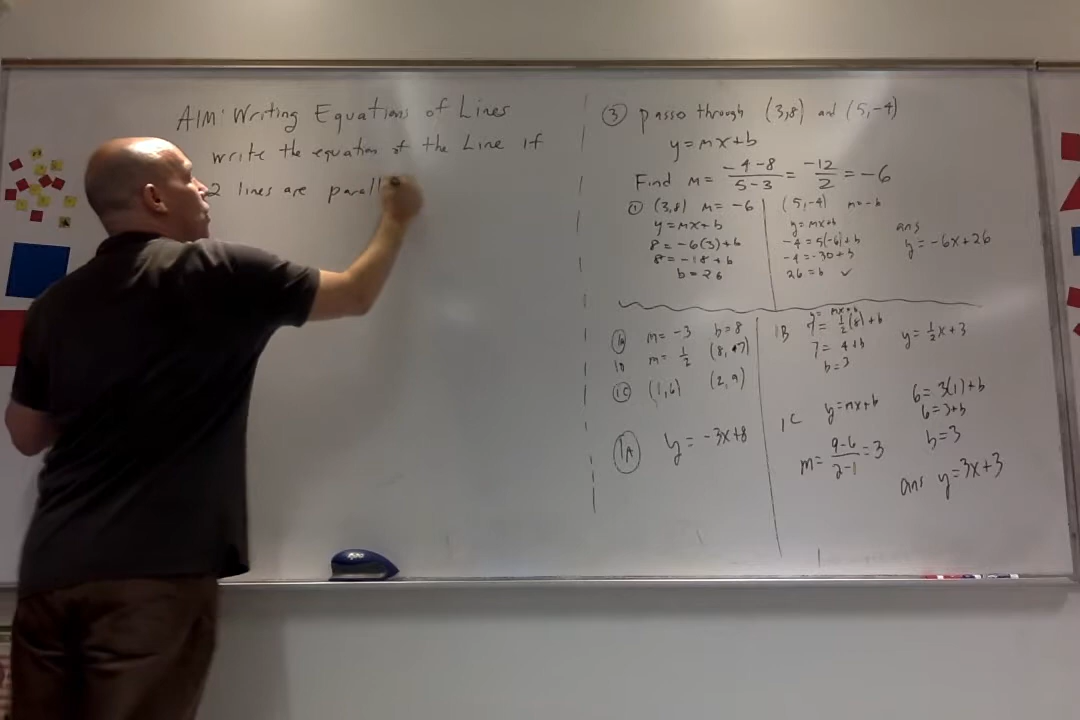 AIM: Writing Equations of Lines
write the equation of the Line if
2 lines are parall
③ passo through (3,8) and (5,-4)
y = mx+b
Find m = -4-8/5-3 = -12/2 = -6
① (3,8) m = -6
y = mx+b
8 = -6(3)+b
8 = -18+b
b = 26
(5,-4) m=-6
y=mx+b
-4 = 5(-6)+b
-4 = -30+b
26 = b ✓
ans
y = -6x+26
1a m = -3 b = 8
1b m = 1/2 (8,7)
1C (1,6) (2,9)
1A y = -3x+8
1B y = mx+b
7 = 1/2(8)+b
7 = 4+b
b = 3
y = 1/2x+3
1C y=mx+b
m = 9-6/2-1 = 3
6 = 3(1)+b
6 = 3+b
b = 3
ans y = 3x+3